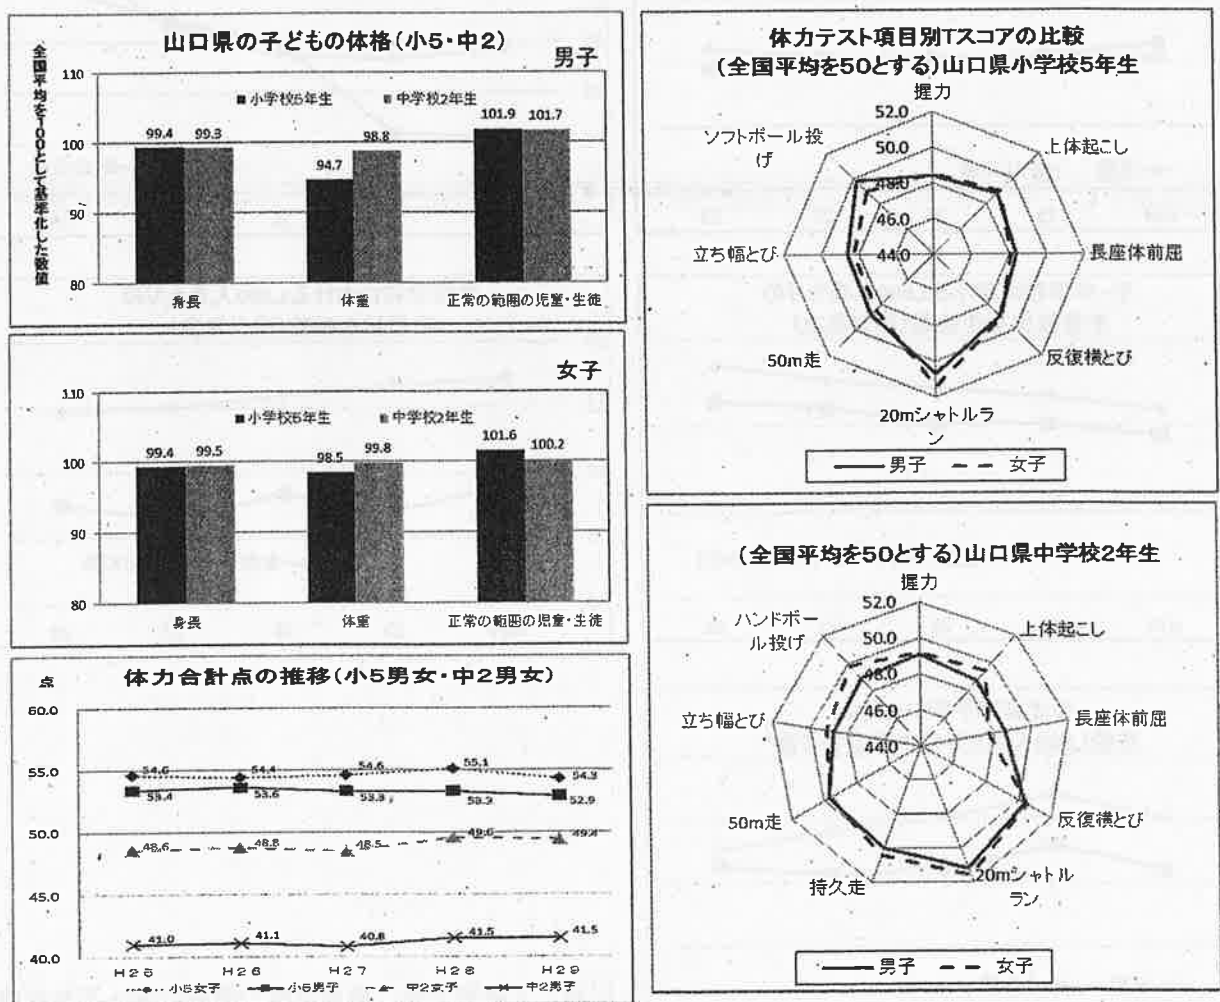 山口県の子どもの体格(小5・中2)
男子
全国平均を100として基準化した数値
110
100
90
80
■小学校5年生 ■中学校2年生
99.4 99.3
94.7 98.8
101.9 101.7
身長 体重 正常の範囲の児童・生徒
女子
110
100
90
80
■小学校5年生 ■中学校2年生
99.4 99.5
98.5 99.8
101.6 100.2
身長 体重 正常の範囲の児童・生徒
体力合計点の推移(小5男女・中2男女)
点
60.0
55.0
50.0
45.0
40.0
54.6 54.4 54.6 55.1 54.3
53.4 53.6 53.3 53.3 52.9
48.6 48.8 48.5 49.6 49.4
41.0 41.1 40.8 41.5 41.5
H25 H26 H27 H28 H29
小5女子 小5男子 中2女子 中2男子
体力テスト項目別Tスコアの比較
(全国平均を50とする)山口県小学校5年生
握力
上体起こし
長座体前屈
反復横とび
20mシャトルラ
ン
50m走
立ち幅とび
ソフトボール投
げ
52.0
50.0
48.0
46.0
44.0
男子 女子
(全国平均を50とする)山口県中学校2年生
握力
上体起こし
長座体前屈
反復横とび
20mシャトル
ラン
持久走
50m走
立ち幅とび
ハンドボー
ル投げ
52.0
50.0
48.0
46.0
44.0
男子 女子